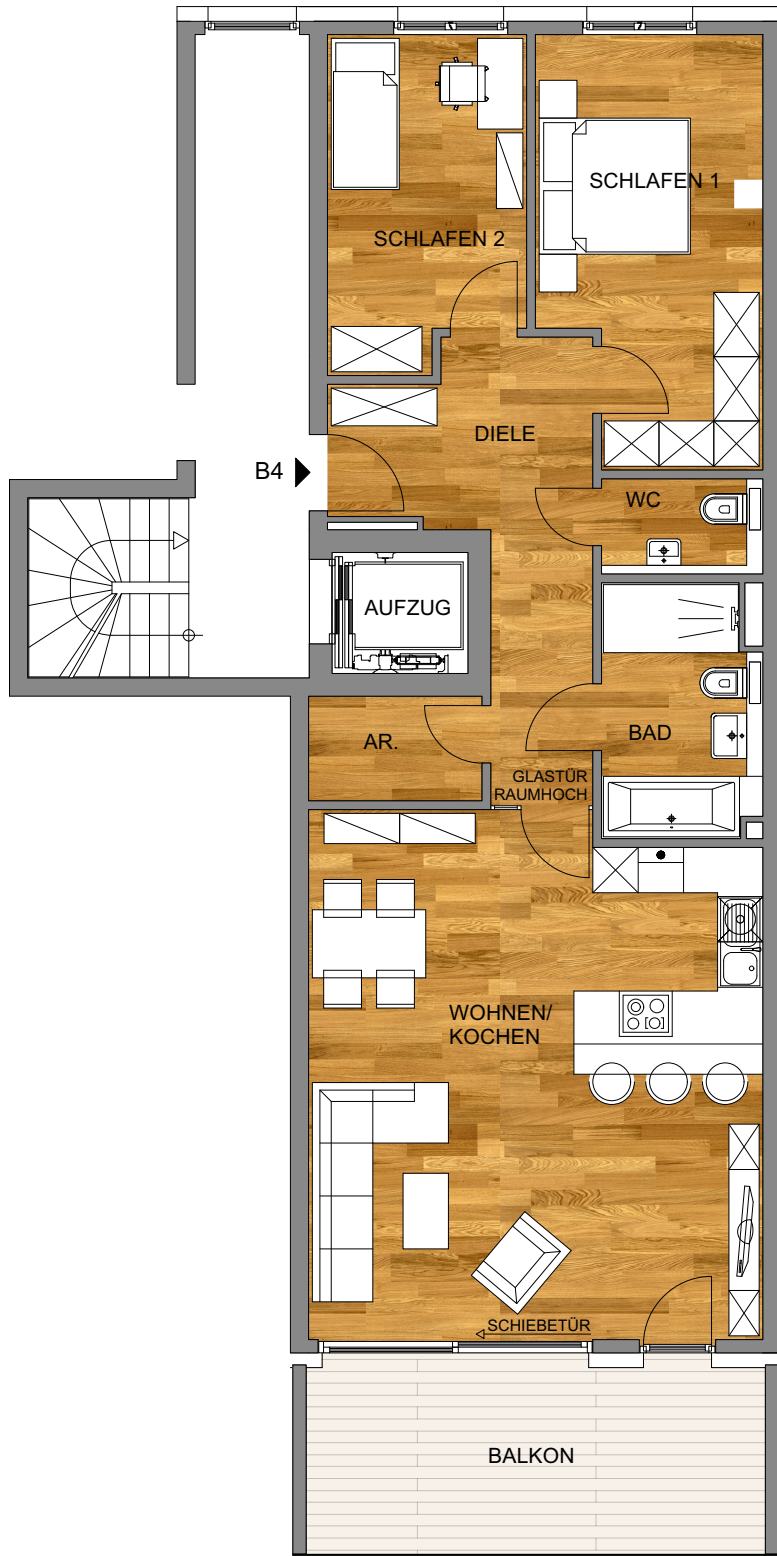 SCHLAFEN 1
SCHLAFEN 2
DIELE
B4
WC
AUFZUG
BAD
AR.
GLASTÜR
RAUMHOCH
WOHNEN/
KOCHEN
SCHIEBETÜR
BALKON